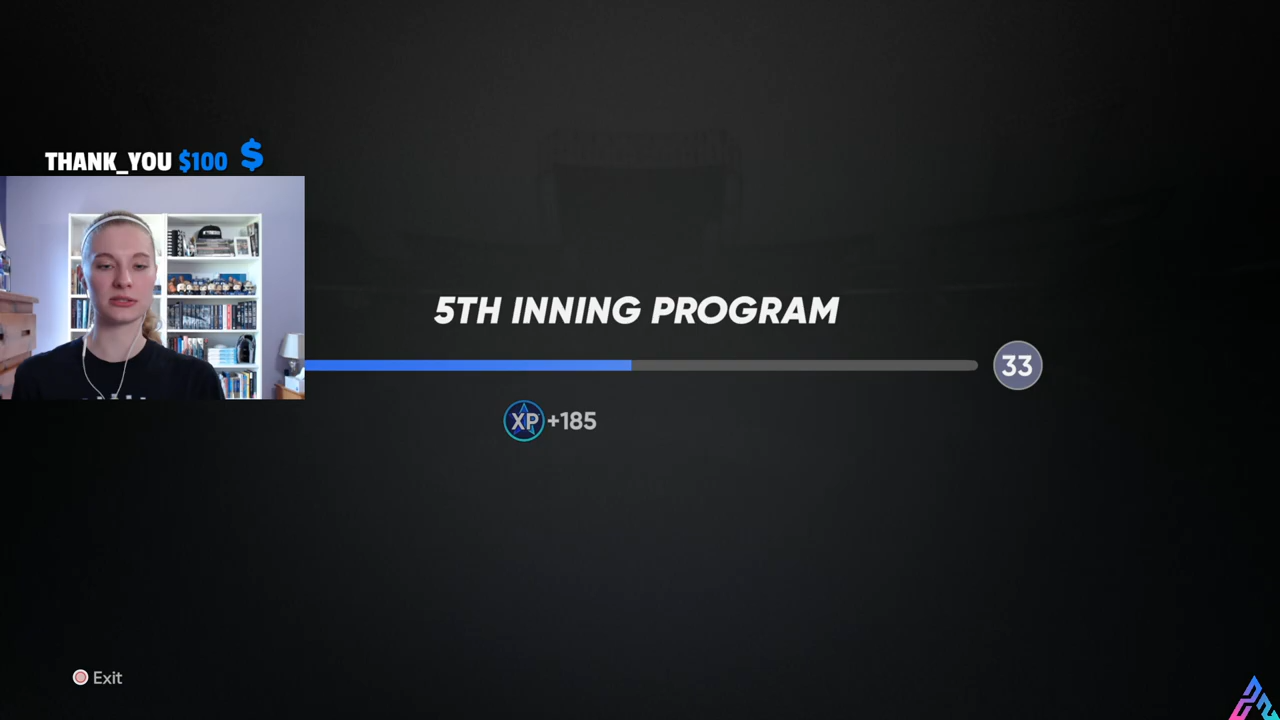 THANK_YOU $100 $
5TH INNING PROGRAM
33
XP +185
Exit